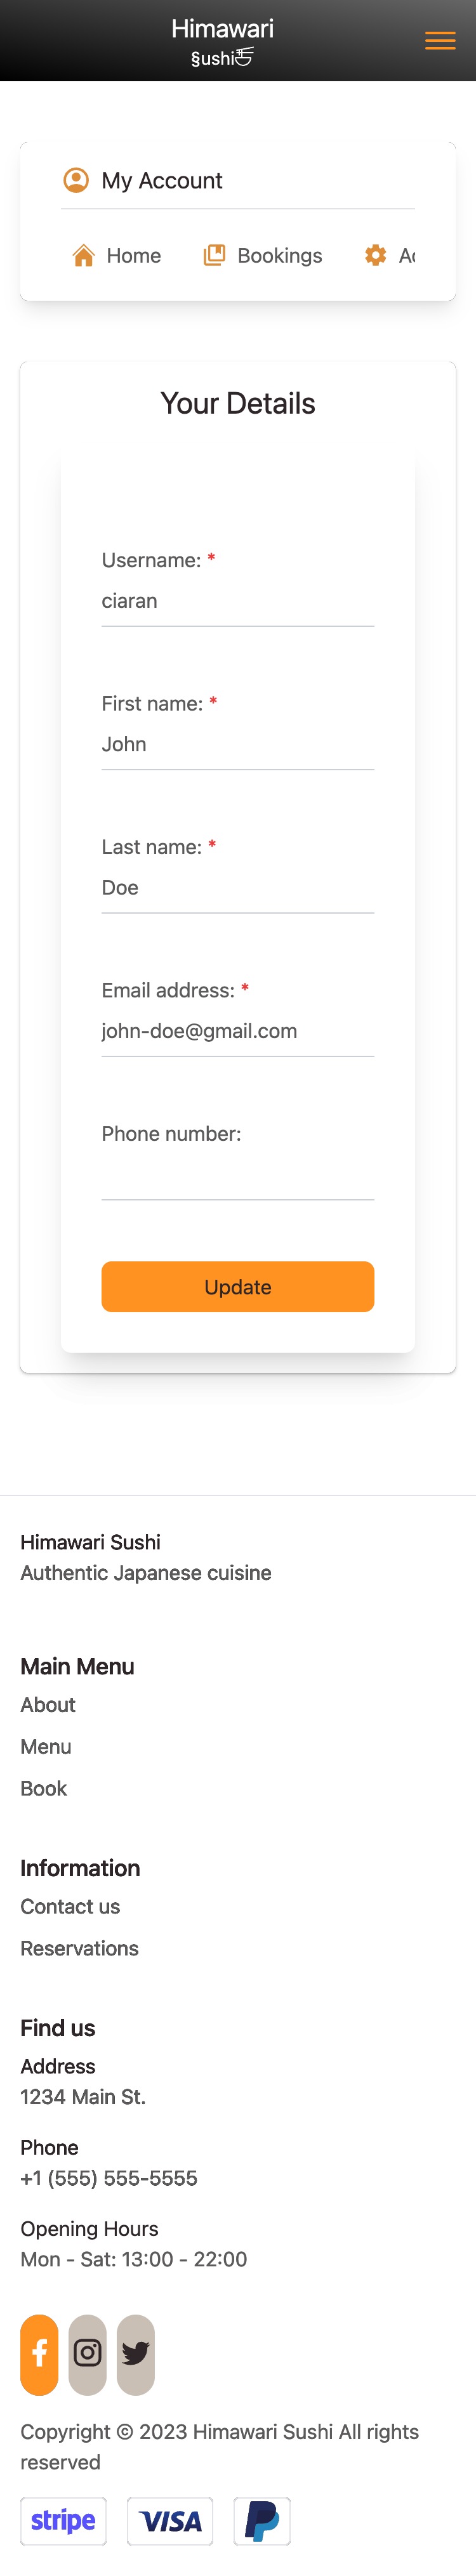 Himawari
§ushi
My Account
Home Bookings
Your Details
Username: *
ciaran
First name: *
John
Last name: *
Doe
Email address: *
john-doe@gmail.com
Phone number:
Update
Himawari Sushi
Authentic Japanese cuisine
Main Menu
About
Menu
Book
Information
Contact us
Reservations
Find us
Address
1234 Main St.
Phone
+1 (555) 555-5555
Opening Hours
Mon - Sat: 13:00 - 22:00
Copyright © 2023 Himawari Sushi All rights
reserved
stripe VISA